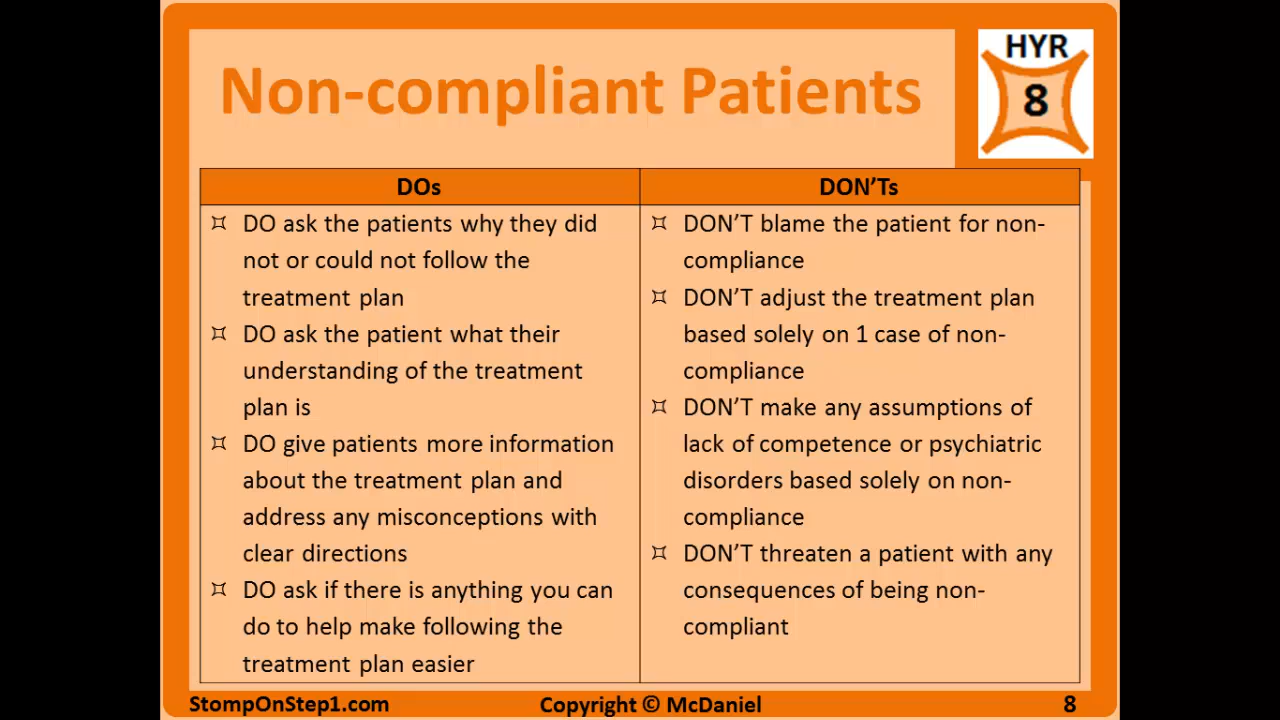 Non-compliant Patients
HYR
8
DOs
DO ask the patients why they did
not or could not follow the
treatment plan
DO ask the patient what their
understanding of the treatment
plan is
DO give patients more information
about the treatment plan and
address any misconceptions with
clear directions
DO ask if there is anything you can
do to help make following the
treatment plan easier
DON’Ts
DON’T blame the patient for non-
compliance
DON’T adjust the treatment plan
based solely on 1 case of non-
compliance
DON’T make any assumptions of
lack of competence or psychiatric
disorders based solely on non-
compliance
DON’T threaten a patient with any
consequences of being non-
compliant
StompOnStep1.com
Copyright © McDaniel
8